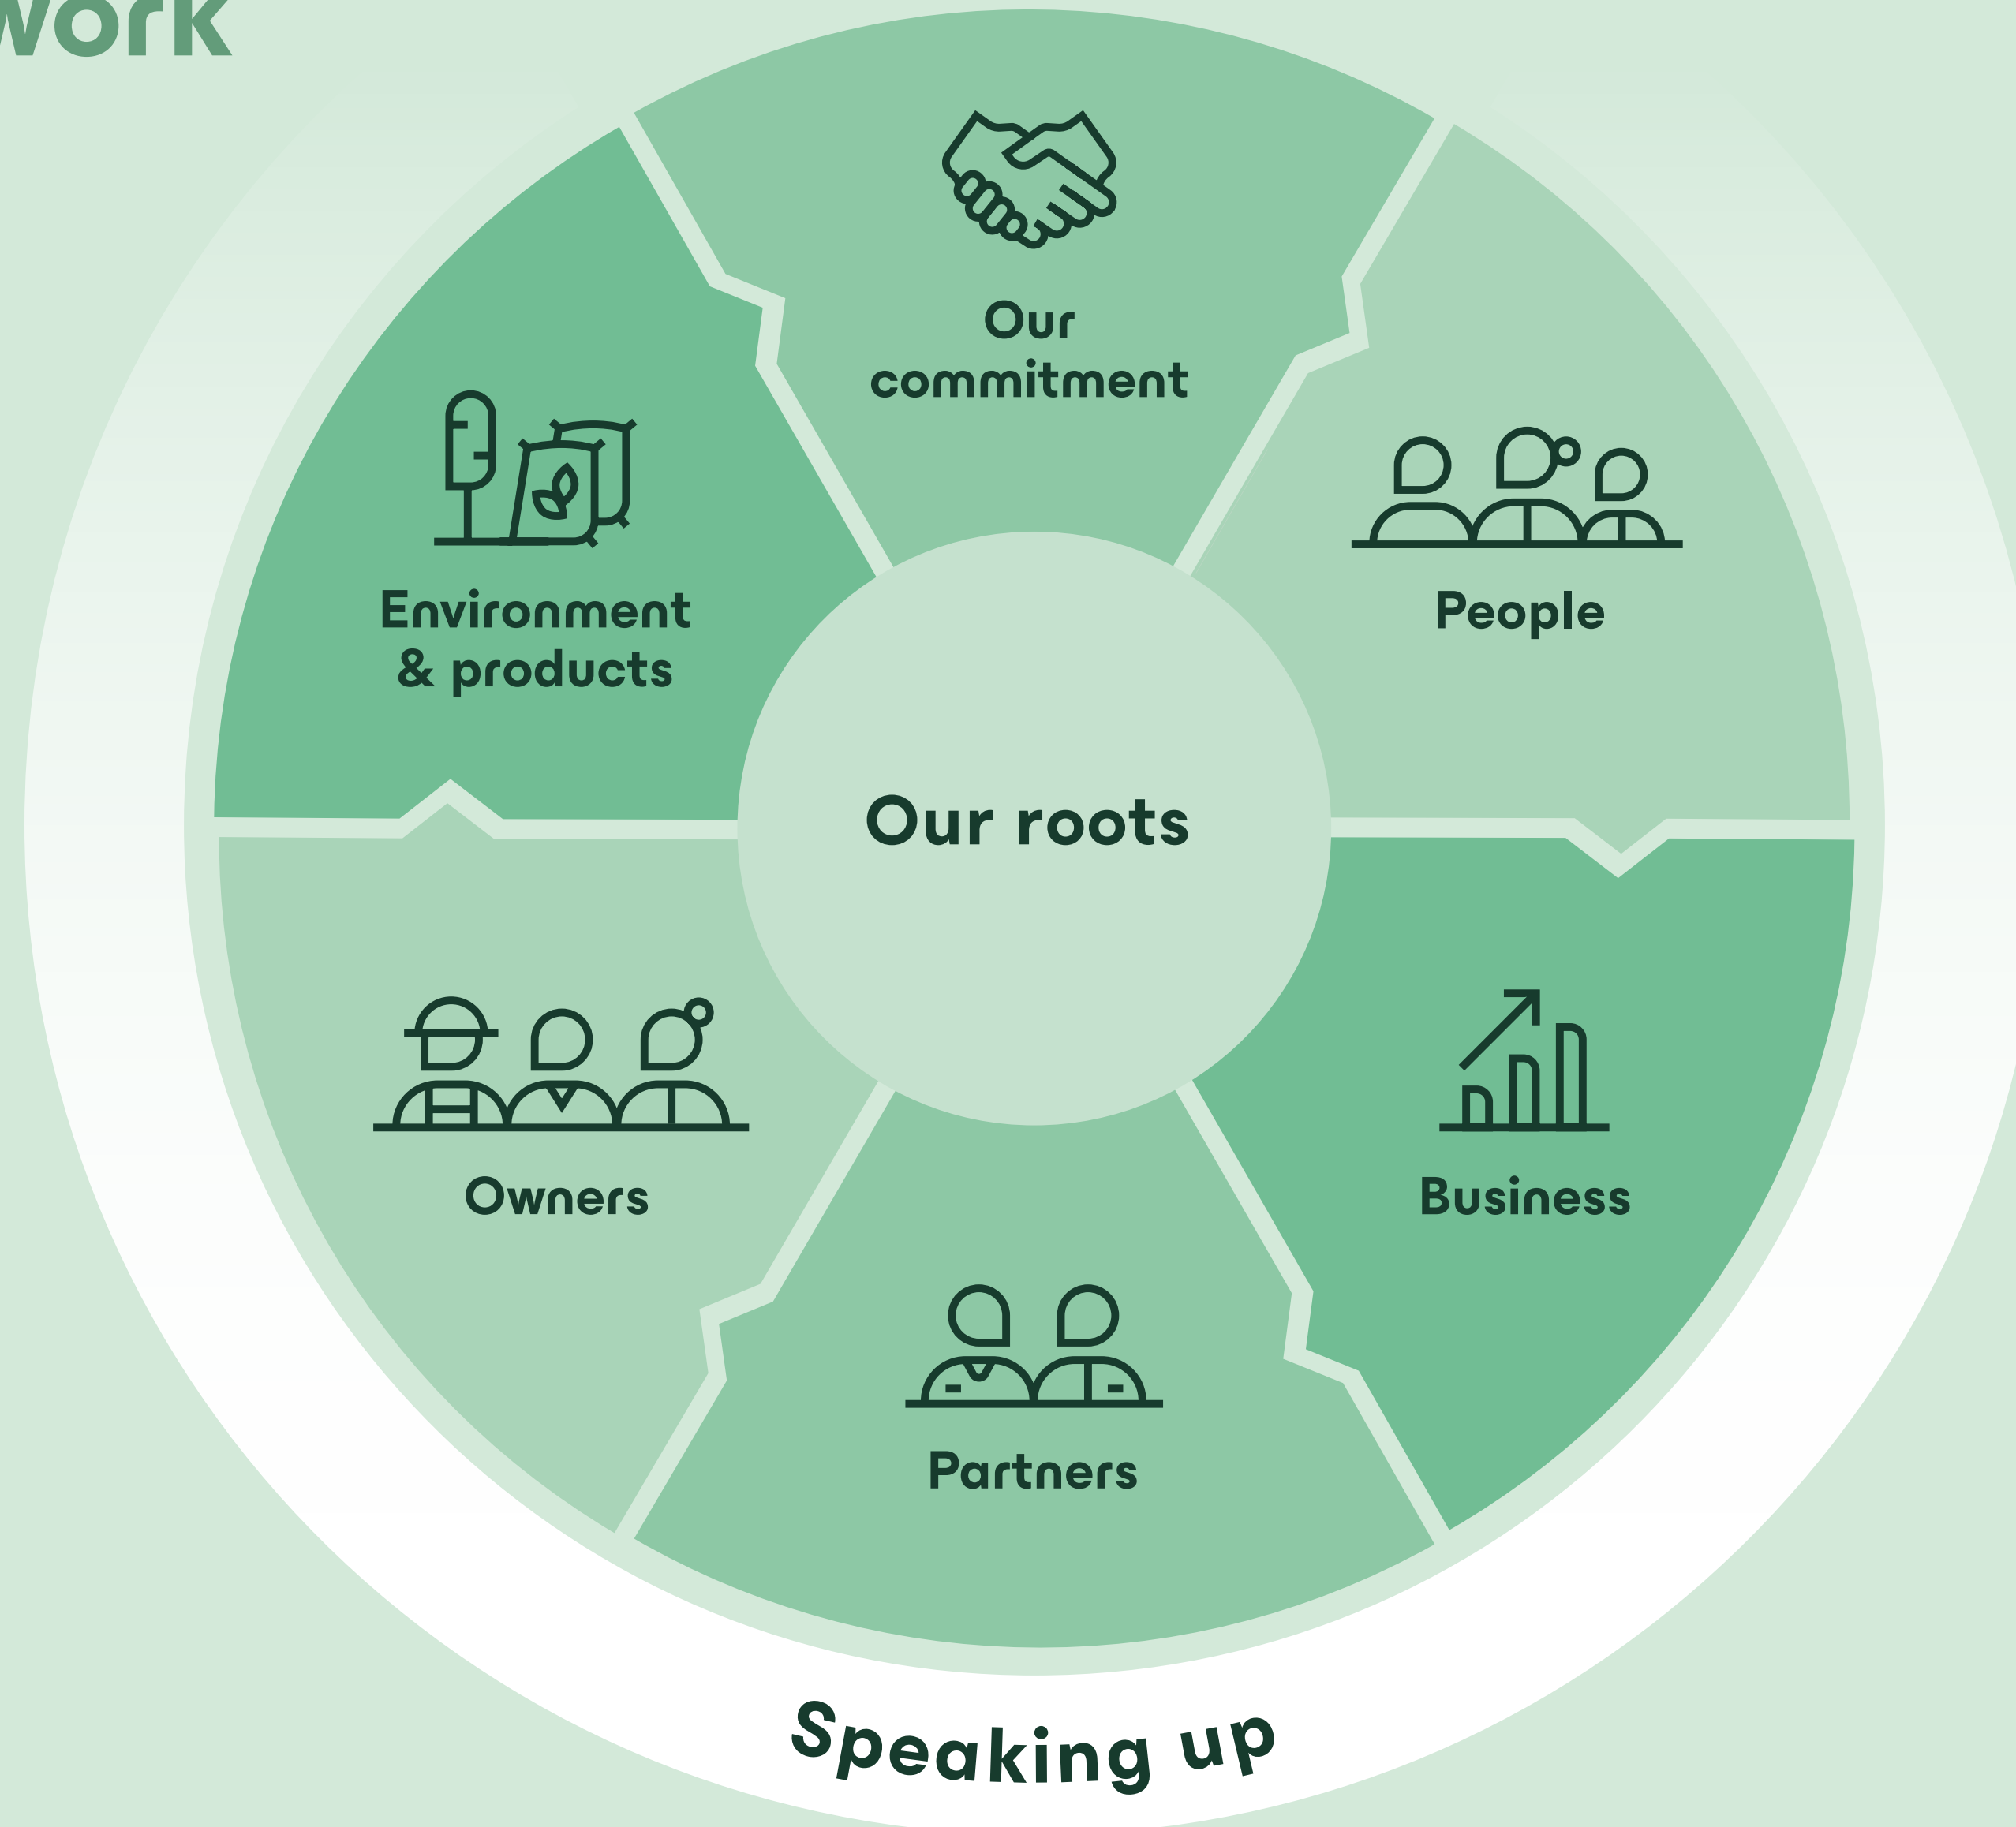 work
Our
commitment
People
Environment
& products
Our roots
Owners
Business
Partners
Speaking up